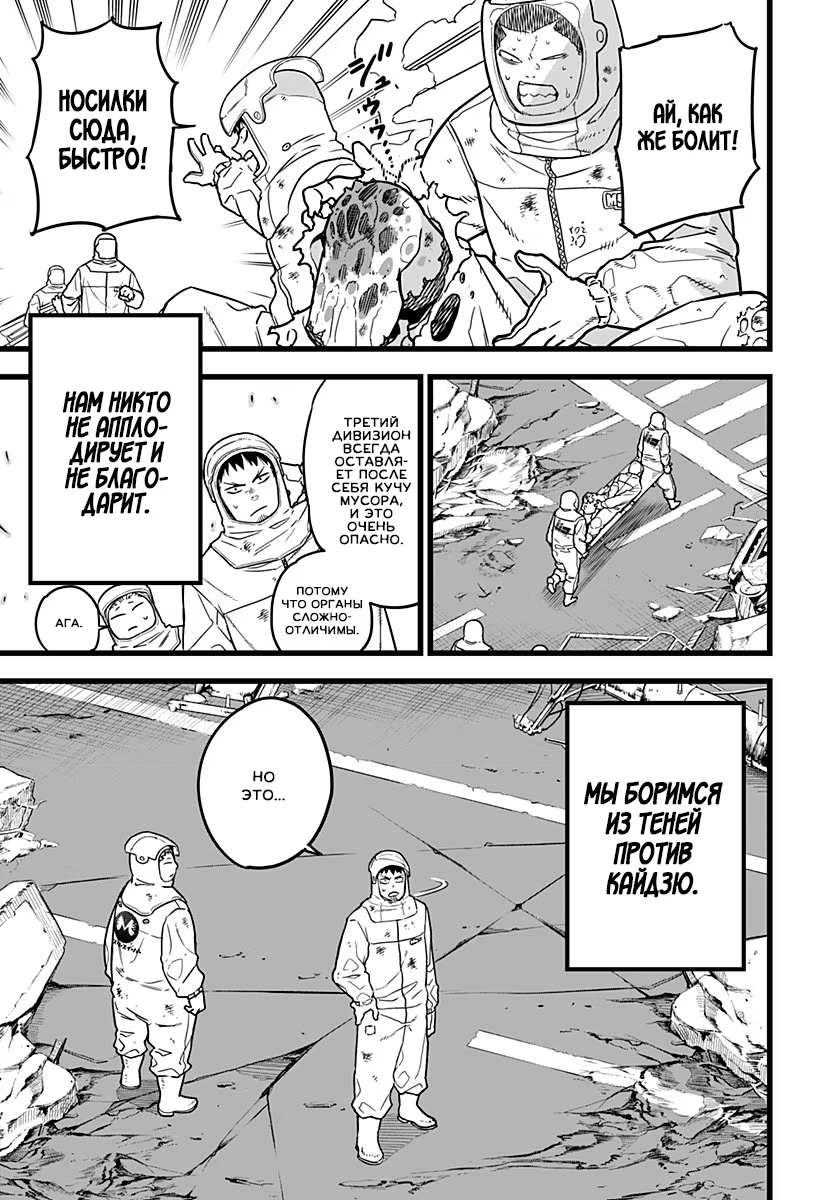 АЙ, КАК
ЖЕ БОЛИТ!
НОСИЛКИ
СЮДА,
БЫСТРО!
ТРЕТИЙ
ДИВИЗИОН
ВСЕГДА
ОСТАВЛЯ-
ЕТ ПОСЛЕ
СЕБЯ КУЧУ
МУСОРА,
И ЭТО
ОЧЕНЬ
ОПАСНО.
ПОТОМУ
ЧТО ОРГАНЫ
СЛОЖНО-
ОТЛИЧИМЫ.
НАМ НИКТО
НЕ АППЛО-
ДИРУЕТ И
НЕ БЛАГО-
ДАРИТ.
АГА.
МЫ БОРИМСЯ
ИЗ ТЕНЕЙ
ПРОТИВ
КАЙДЗЮ.
НО
ЭТО...